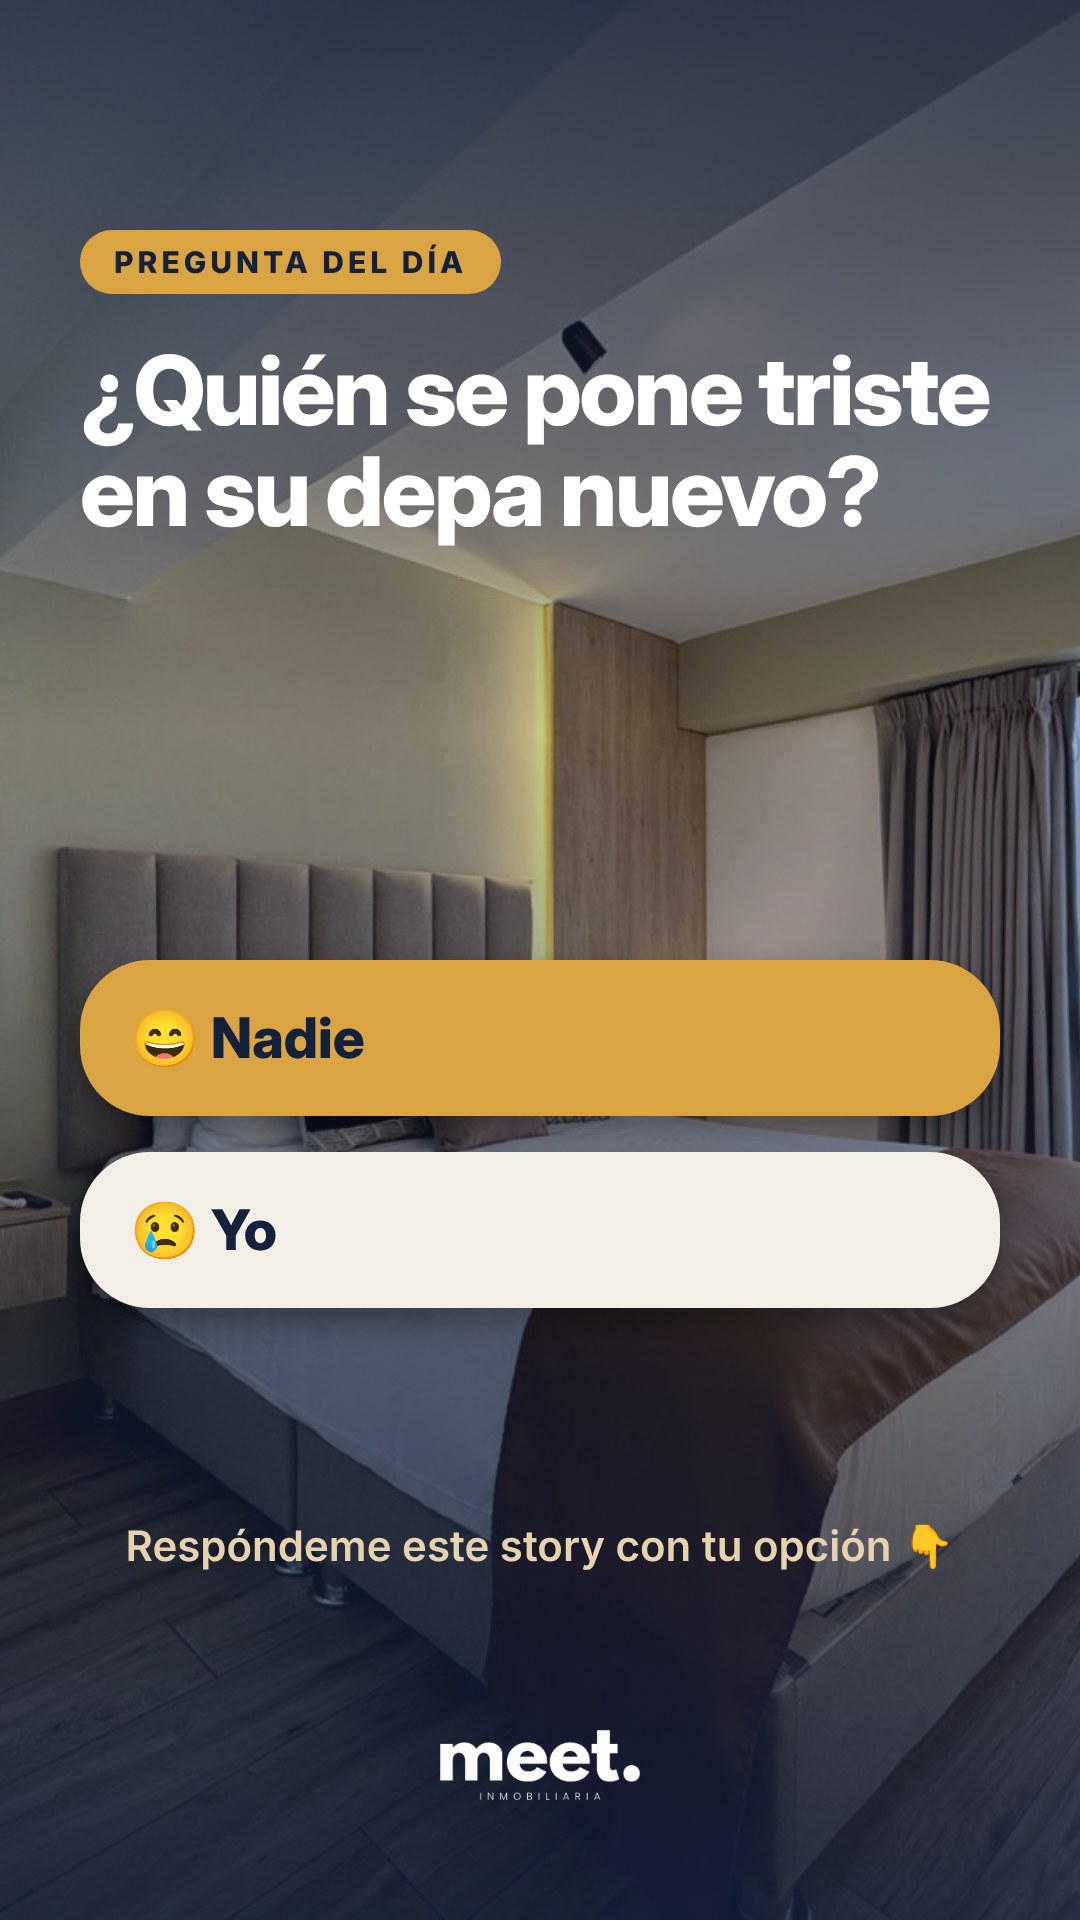 PREGUNTA DEL DÍA
¿Quién se pone triste
en su depa nuevo?
😄 Nadie
😢 Yo
Respóndeme este story con tu opción 👇
meet.
INMOBILIARIA